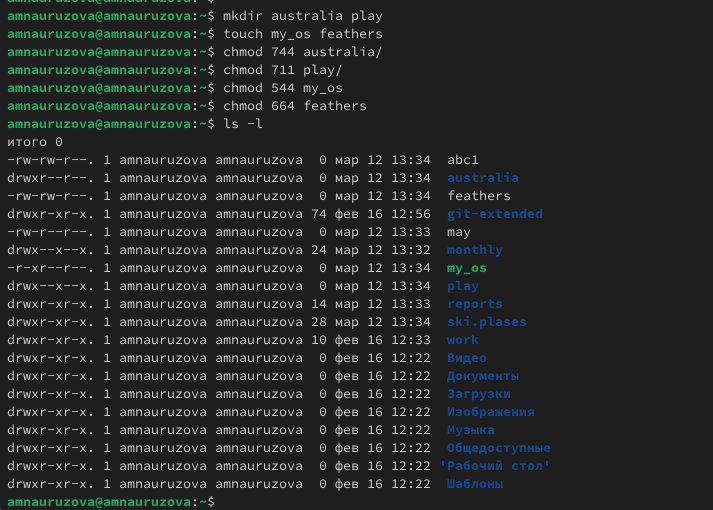 amnauruzova@amnauruzova:~$ mkdir australia play
amnauruzova@amnauruzova:~$ touch my_os feathers
amnauruzova@amnauruzova:~$ chmod 744 australia/
amnauruzova@amnauruzova:~$ chmod 711 play/
amnauruzova@amnauruzova:~$ chmod 544 my_os
amnauruzova@amnauruzova:~$ chmod 664 feathers
amnauruzova@amnauruzova:~$ ls -l
итого 0
-rw-rw-r--. 1 amnauruzova amnauruzova  0 мар 12 13:34  abc1
drwxr--r--. 1 amnauruzova amnauruzova  0 мар 12 13:34  australia
-rw-rw-r--. 1 amnauruzova amnauruzova  0 мар 12 13:34  feathers
drwxr-xr-x. 1 amnauruzova amnauruzova 74 фев 16 12:56  git-extended
-rw-r--r--. 1 amnauruzova amnauruzova  0 мар 12 13:33  may
drwx--x--x. 1 amnauruzova amnauruzova 24 мар 12 13:32  monthly
-r-xr--r--. 1 amnauruzova amnauruzova  0 мар 12 13:34  my_os
drwx--x--x. 1 amnauruzova amnauruzova  0 мар 12 13:34  play
drwxr-xr-x. 1 amnauruzova amnauruzova 14 мар 12 13:33  reports
drwxr-xr-x. 1 amnauruzova amnauruzova 28 мар 12 13:34  ski.plases
drwxr-xr-x. 1 amnauruzova amnauruzova 10 фев 16 12:33  work
drwxr-xr-x. 1 amnauruzova amnauruzova  0 фев 16 12:22  Видео
drwxr-xr-x. 1 amnauruzova amnauruzova  0 фев 16 12:22  Документы
drwxr-xr-x. 1 amnauruzova amnauruzova  0 фев 16 12:22  Загрузки
drwxr-xr-x. 1 amnauruzova amnauruzova  0 фев 16 12:22  Изображения
drwxr-xr-x. 1 amnauruzova amnauruzova  0 фев 16 12:22  Музыка
drwxr-xr-x. 1 amnauruzova amnauruzova  0 фев 16 12:22  Общедоступные
drwxr-xr-x. 1 amnauruzova amnauruzova  0 фев 16 12:22 'Рабочий стол'
drwxr-xr-x. 1 amnauruzova amnauruzova  0 фев 16 12:22  Шаблоны
amnauruzova@amnauruzova:~$